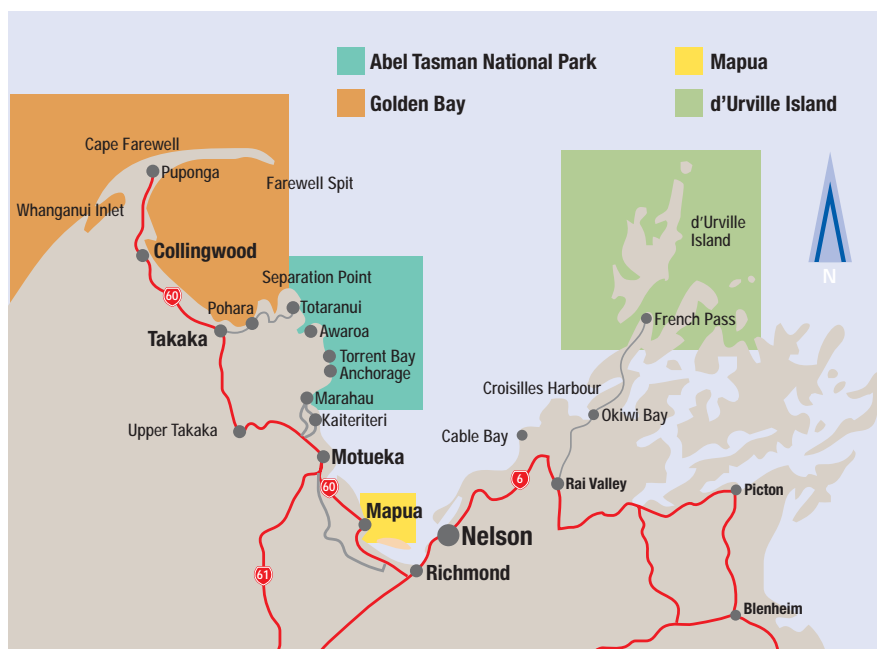 Abel Tasman National Park
Mapua
Golden Bay
d'Urville Island
Cape Farewell
Puponga
Farewell Spit
Whanganui Inlet
d'Urville
Island
Collingwood
Separation Point
N
60
Pohara
Totaranui
French Pass
Takaka
Awaroa
Torrent Bay
Anchorage
Croisilles Harbour
Marahau
Kaiteriteri
Okiwi Bay
Upper Takaka
Cable Bay
Motueka
6
Rai Valley
60
Picton
Mapua
Nelson
61
Richmond
Blenheim